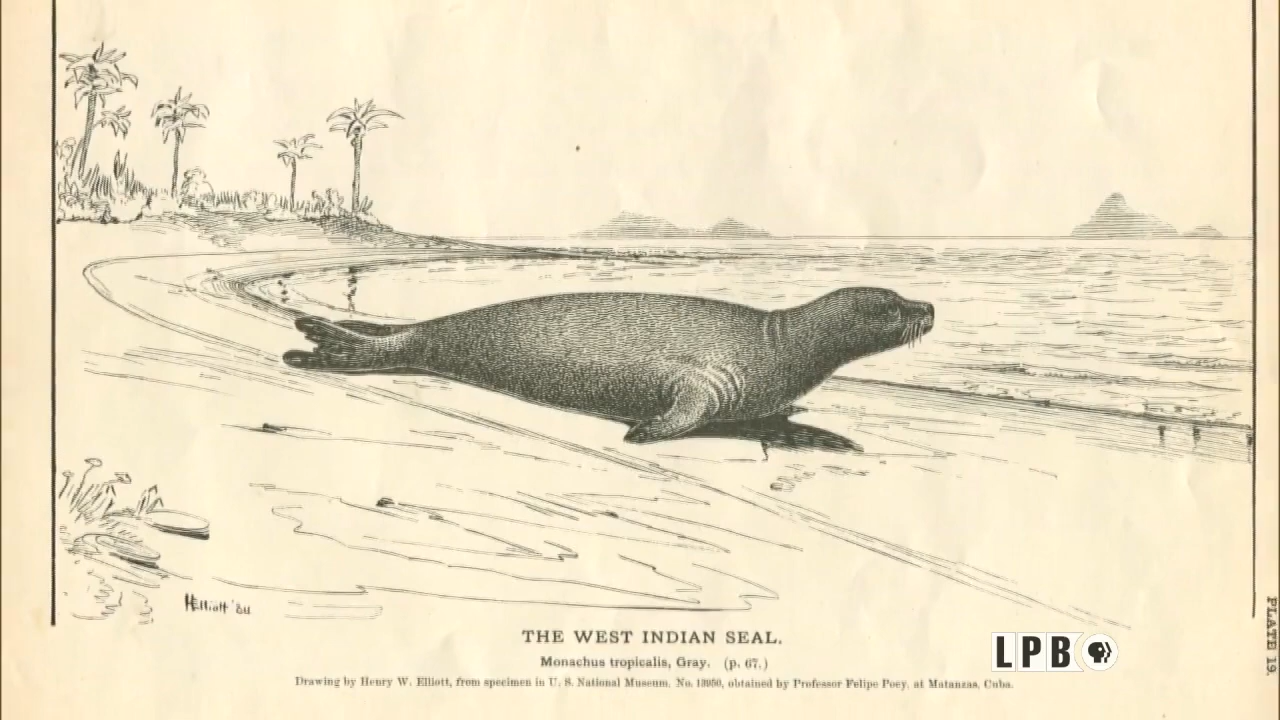 HElliott '84
THE WEST INDIAN SEAL.
Monachus tropicalis, Gray. (p. 67.)
Drawing by Henry W. Elliott, from specimen in U. S. National Museum, No. 13950, obtained by Professor Felipe Poey, at Matanzas, Cuba.
LPB
PLATE 19.